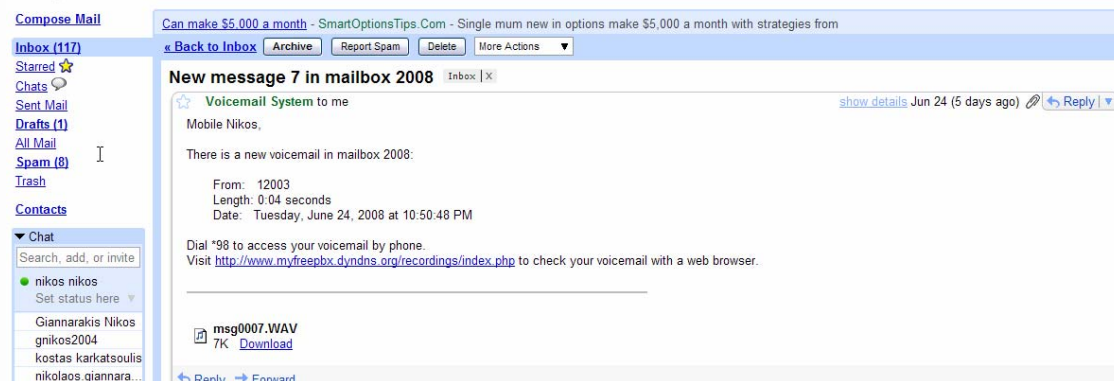 Compose Mail
Inbox (117)
Starred
Chats
Sent Mail
Drafts (1)
All Mail
Spam (8)
Trash
Contacts
Chat
Search, add, or invite
nikos nikos
Set status here
Giannarakis Nikos
gnikos2004
kostas karkatsoulis
nikolaos.giannara...
Can make $5,000 a month - SmartOptionsTips.Com - Single mum new in options make $5,000 a month with strategies from
« Back to Inbox Archive Report Spam Delete More Actions
New message 7 in mailbox 2008 Inbox | X
Voicemail System to me show details Jun 24 (5 days ago) Reply
Mobile Nikos,
There is a new voicemail in mailbox 2008:
From: 12003
Length: 0:04 seconds
Date: Tuesday, June 24, 2008 at 10:50:48 PM
Dial *98 to access your voicemail by phone.
Visit http://www.myfreepbx.dyndns.org/recordings/index.php to check your voicemail with a web browser.
msg0007.WAV
7K Download
Reply Forward